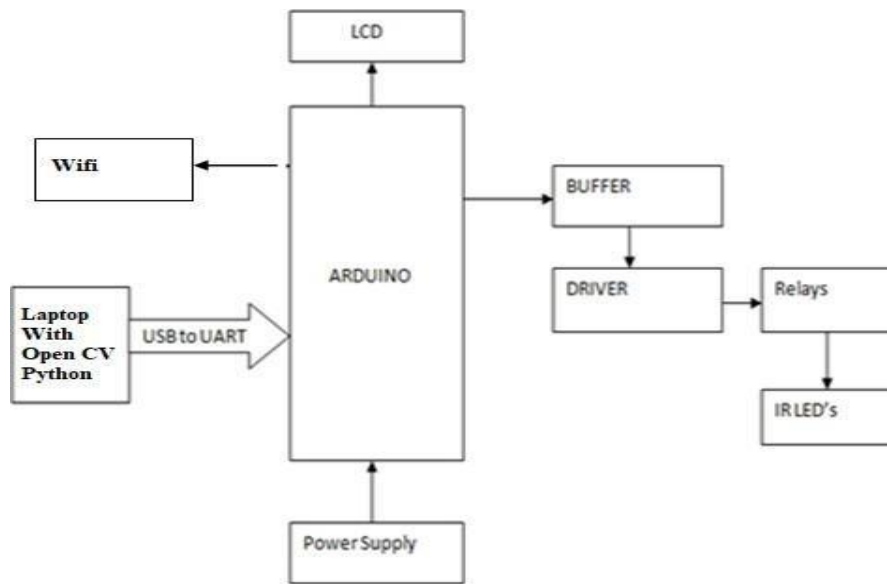 LCD
Wifi
BUFFER
ARDUINO
DRIVER
Relays
Laptop
With
Open CV
Python
USB to UART
IR LED's
Power Supply